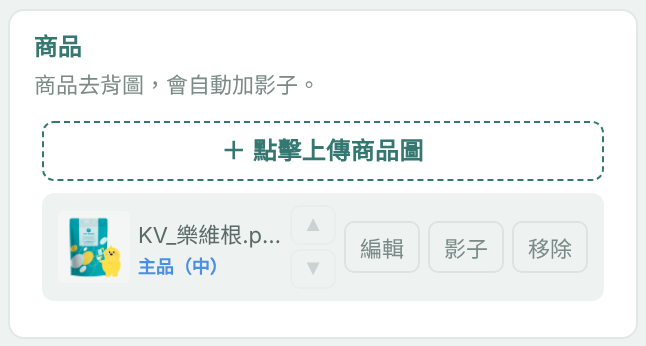 商品
商品去背圖，會自動加影子。
＋ 點擊上傳商品圖
KV_樂維根.p...
主品（中）
▲
▼
編輯
影子
移除